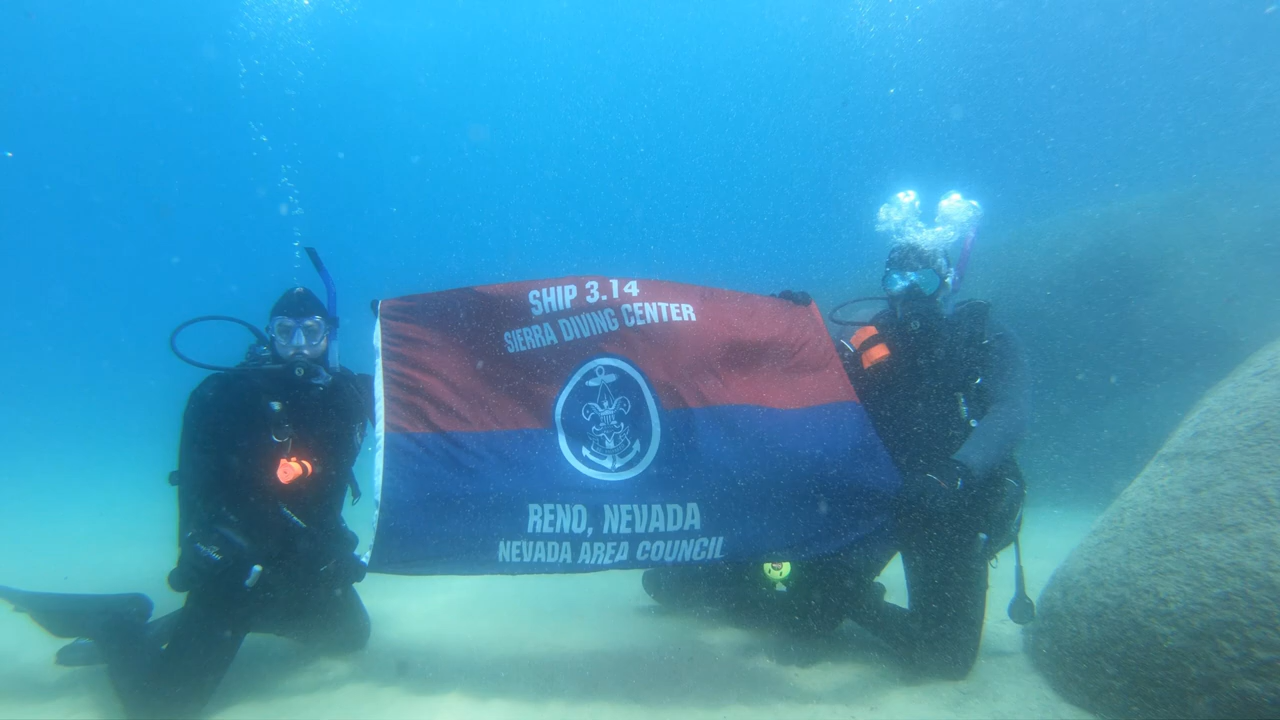 SHIP 3.14
SIERRA DIVING CENTER
RENO, NEVADA
NEVADA AREA COUNCIL